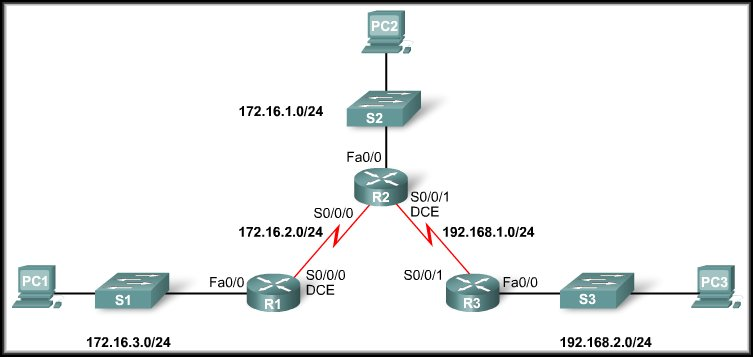 PC2
172.16.1.0/24
S2
Fa0/0
R2
S0/0/1
DCE
S0/0/0
172.16.2.0/24
192.168.1.0/24
PC1
S1
Fa0/0
S0/0/0
DCE
R1
S0/0/1
R3
Fa0/0
S3
PC3
172.16.3.0/24
192.168.2.0/24